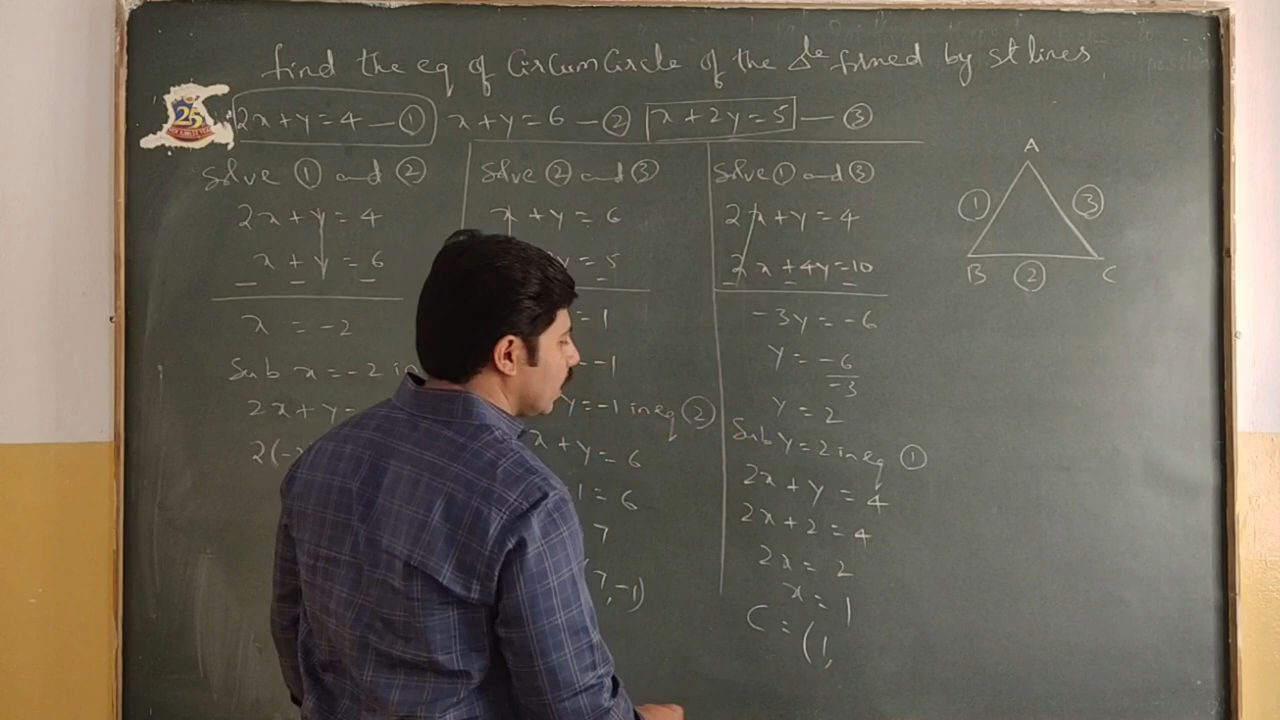 find the eq of CircumCircle of the Δle formed by st lines
2x+y=4 — ① x+y=6 — ② x+2y=5 — ③
25
Solve ① and ②
2x+y=4
x+y=6
x = -2
Sub x=-2 in
2x+y=
2(-
Solve ② and ③
x+y=6
y=5
=1
-1
y=-1 in eq ②
x+y=6
1=6
7
7,-1)
Solve ① and ③
2x+y=4
2x+4y=10
-3y=-6
y=-6/-3
y=2
Sub y=2 in eq ①
2x+y=4
2x+2=4
2x=2
x=1
C=(1,
A
① ③
B ② C